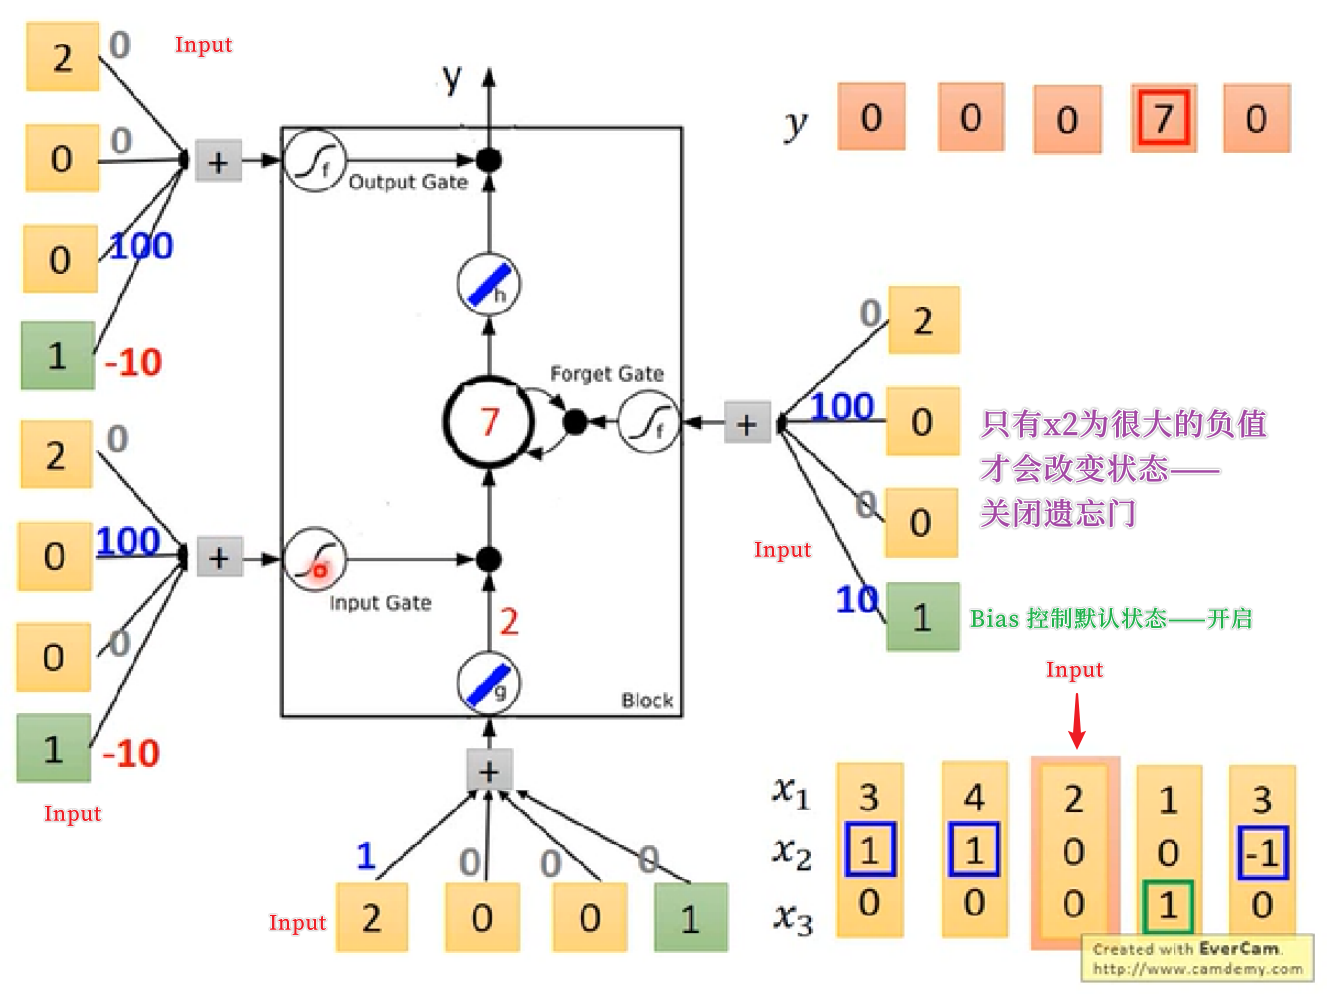 2 0 Input
0 0
0 100
1 -10
+
f
Output Gate
y
h
7
Forget Gate
f
+
2 0
0 100
0 0
1 -10
Input
+
Input Gate
2
g
Block
+
1 0 0 0
Input 2 0 0 1
y 0 0 0 7 0
0 2
100 0
0 0
10 1
Input
只有x2为很大的负值
才会改变状态——
关闭遗忘门
Bias 控制默认状态——开启
Input
x1 3 4 2 1 3
x2 1 1 0 0 -1
x3 0 0 0 1 0
Created with EverCam.
http://www.camdemy.com